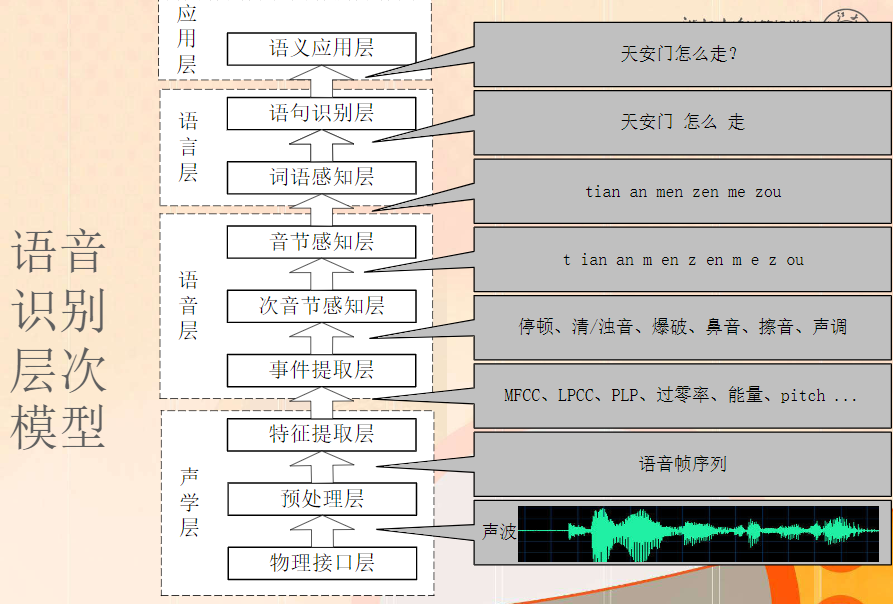 语音
识别
层次
模型
应用层
语义应用层
天安门怎么走？
语言层
语句识别层
天安门 怎么 走
词语感知层
tian an men zen me zou
语音层
音节感知层
t ian an m en z en m e z ou
次音节感知层
停顿、清/浊音、爆破、鼻音、擦音、声调
事件提取层
MFCC、LPCC、PLP、过零率、能量、pitch ...
声学层
特征提取层
语音帧序列
预处理层
声波
物理接口层